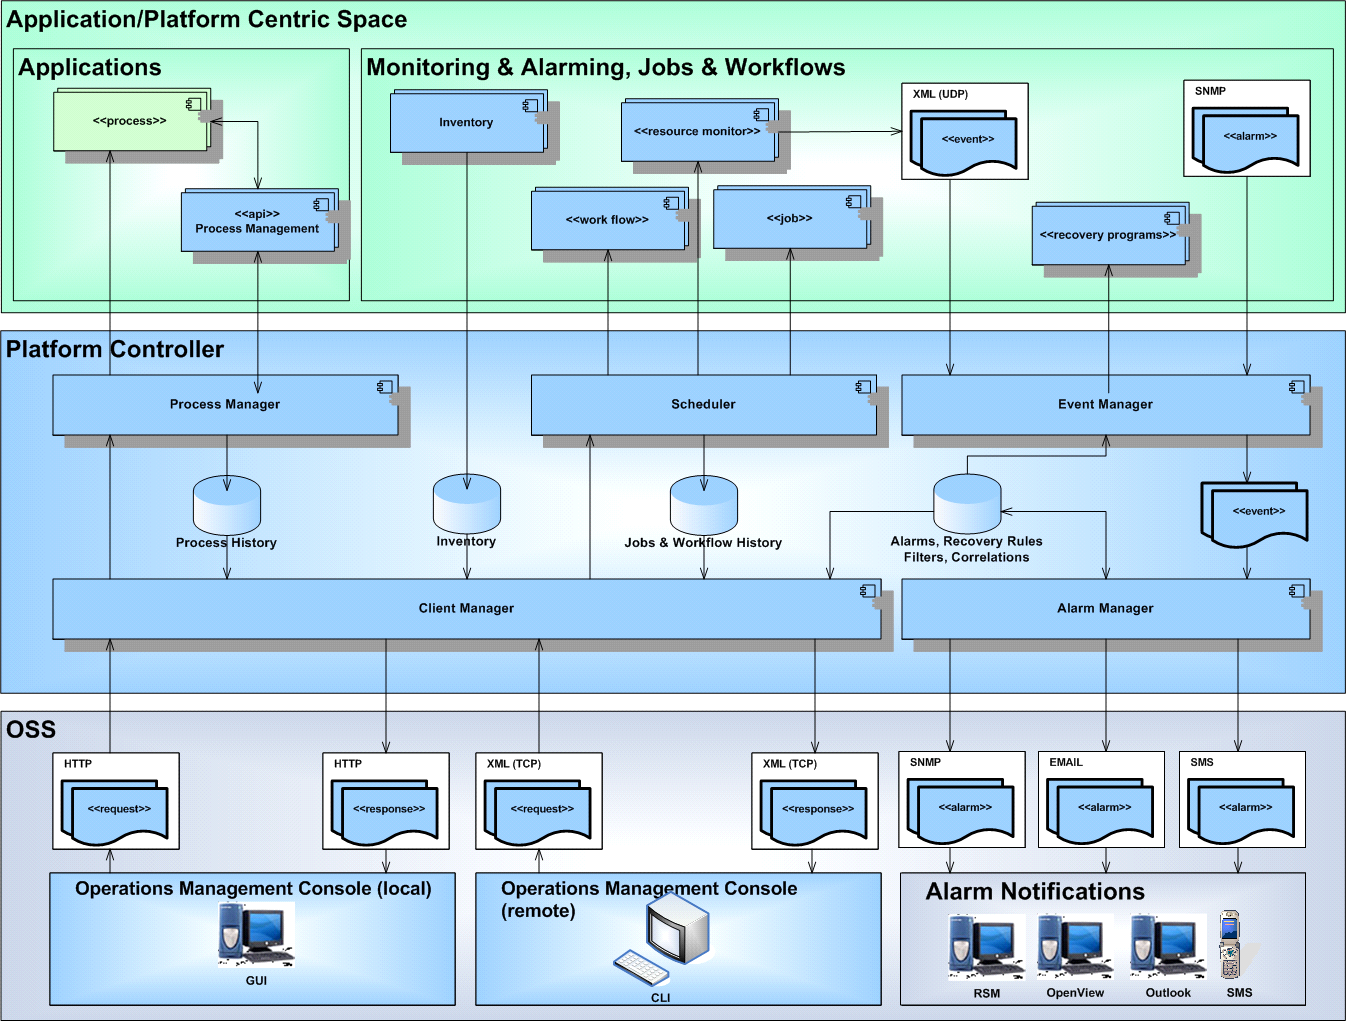 Application/Platform Centric Space
Applications
<<process>>
<<api>>
Process Management
Monitoring & Alarming, Jobs & Workflows
Inventory
<<resource monitor>>
<<work flow>>
<<job>>
XML (UDP)
<<event>>
SNMP
<<alarm>>
<<recovery programs>>
Platform Controller
Process Manager
Scheduler
Event Manager
Process History
Inventory
Jobs & Workflow History
Alarms, Recovery Rules
Filters, Correlations
<<event>>
Client Manager
Alarm Manager
OSS
HTTP
<<request>>
HTTP
<<response>>
XML (TCP)
<<request>>
XML (TCP)
<<response>>
SNMP
<<alarm>>
EMAIL
<<alarm>>
SMS
<<alarm>>
Operations Management Console (local)
GUI
Operations Management Console
(remote)
CLI
Alarm Notifications
RSM
OpenView
Outlook
SMS